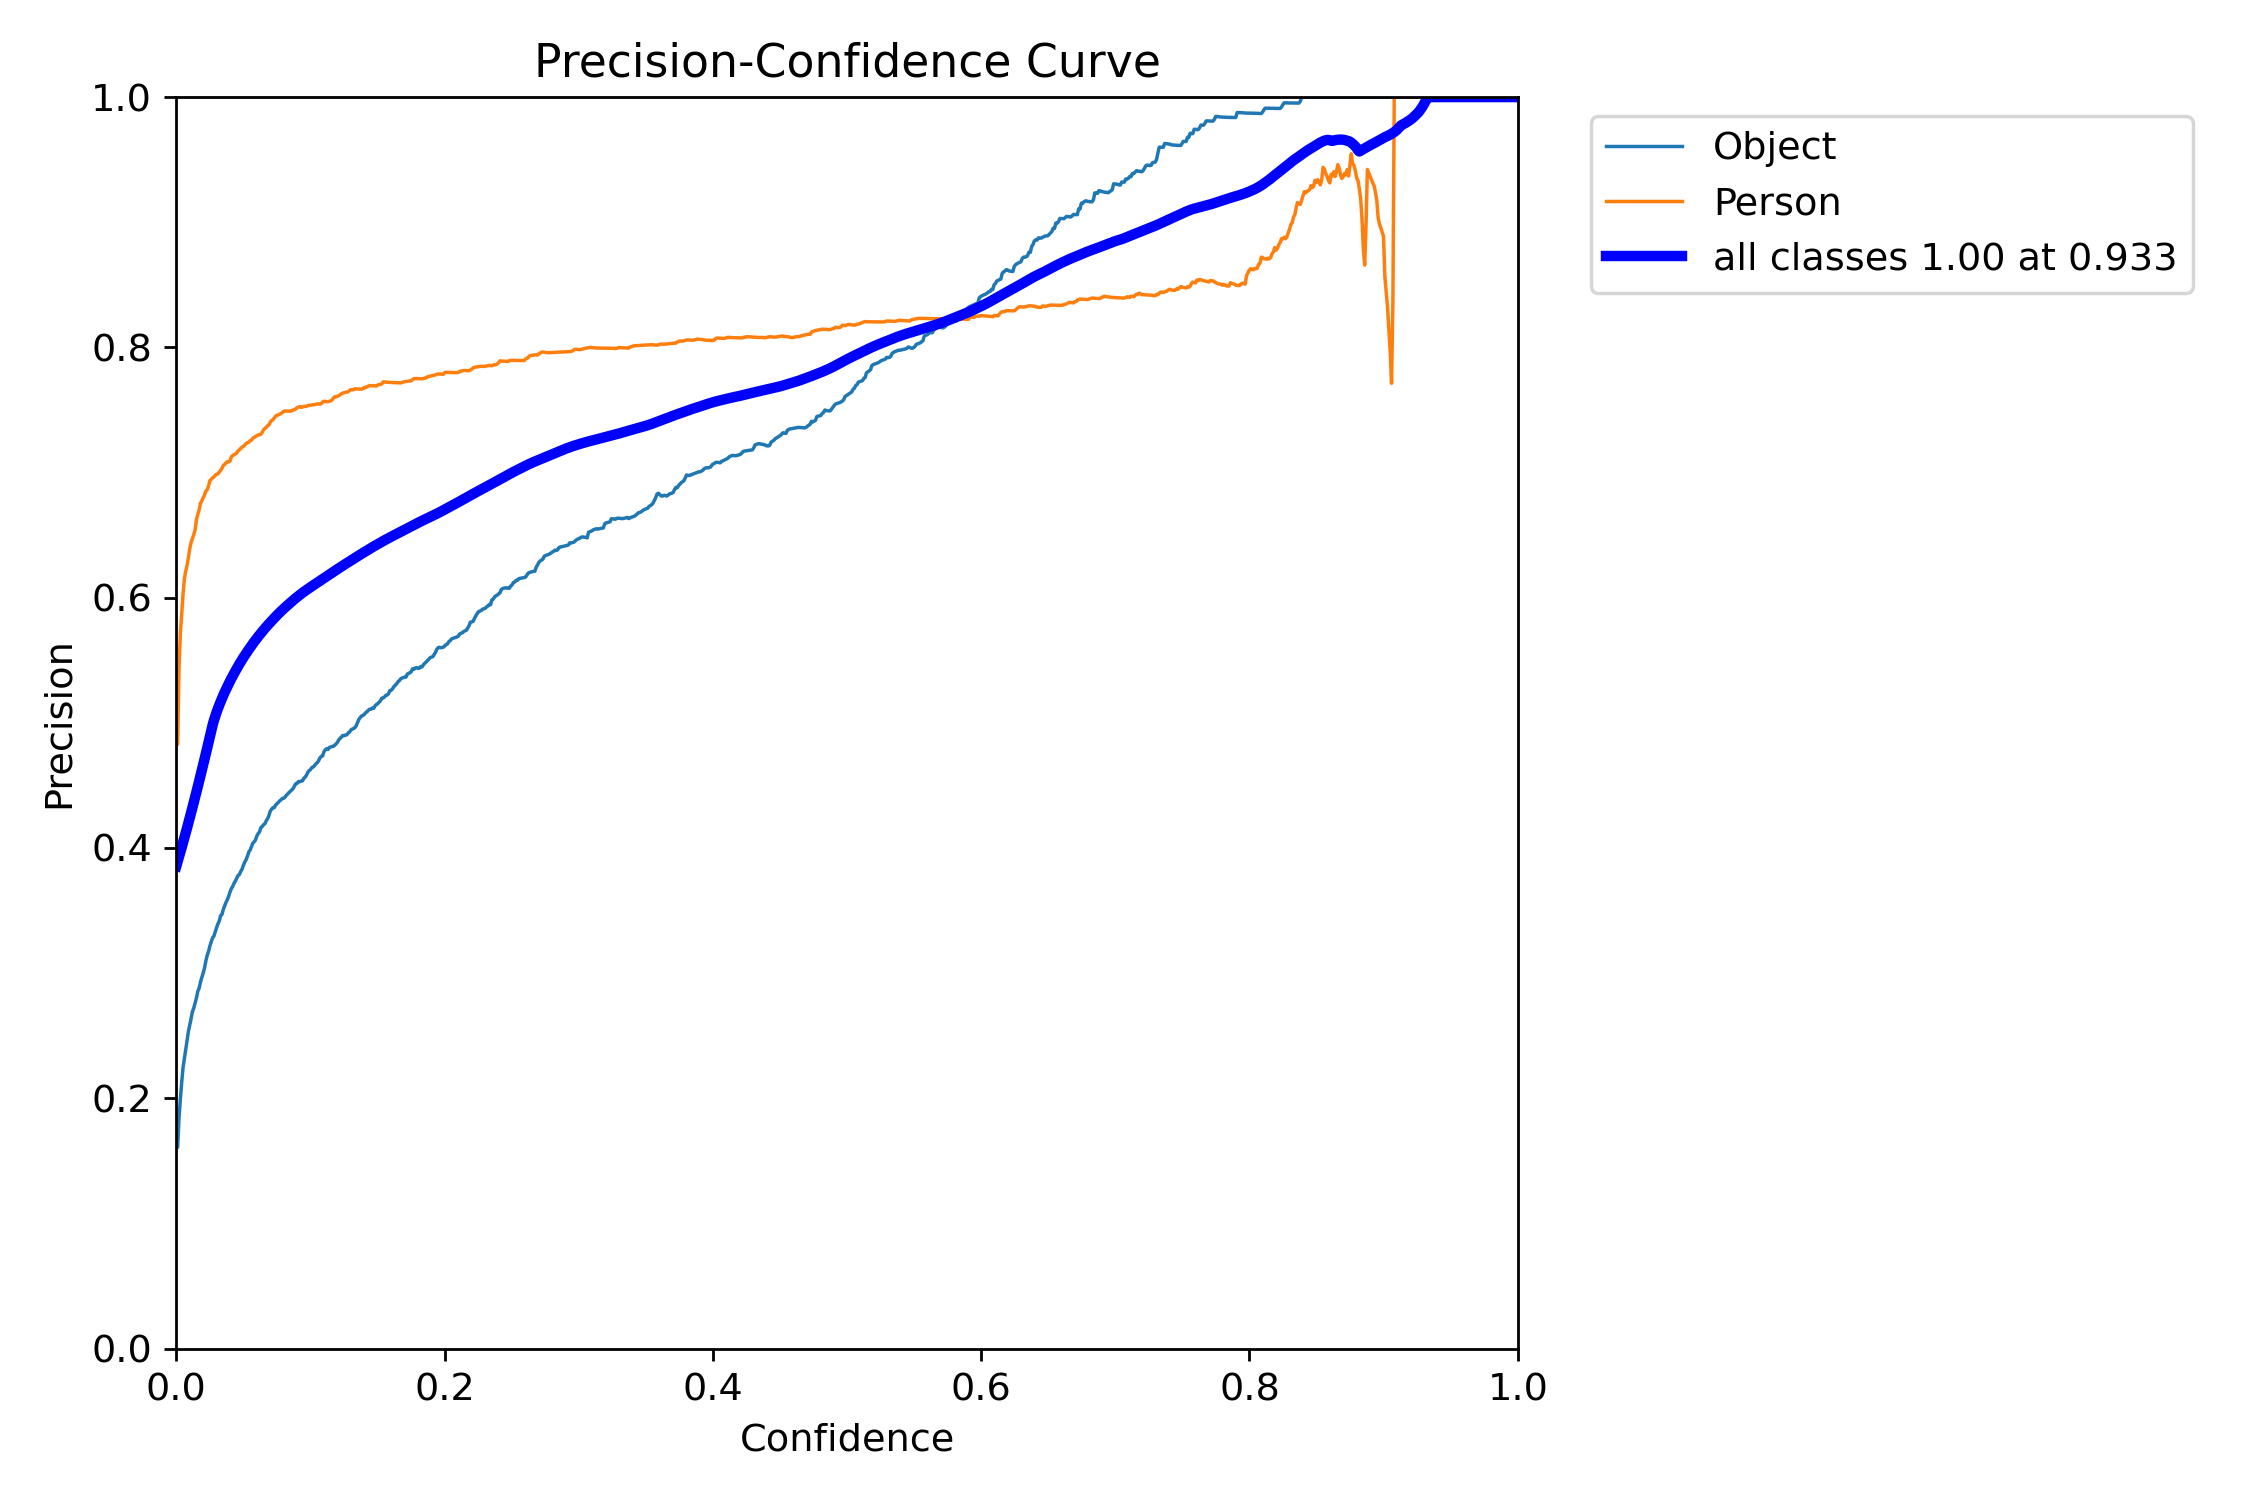 Precision-Confidence Curve
1.0
0.8
0.6
0.4
0.2
0.0
Precision
0.0 0.2 0.4 0.6 0.8 1.0
Confidence
Object
Person
all classes 1.00 at 0.933